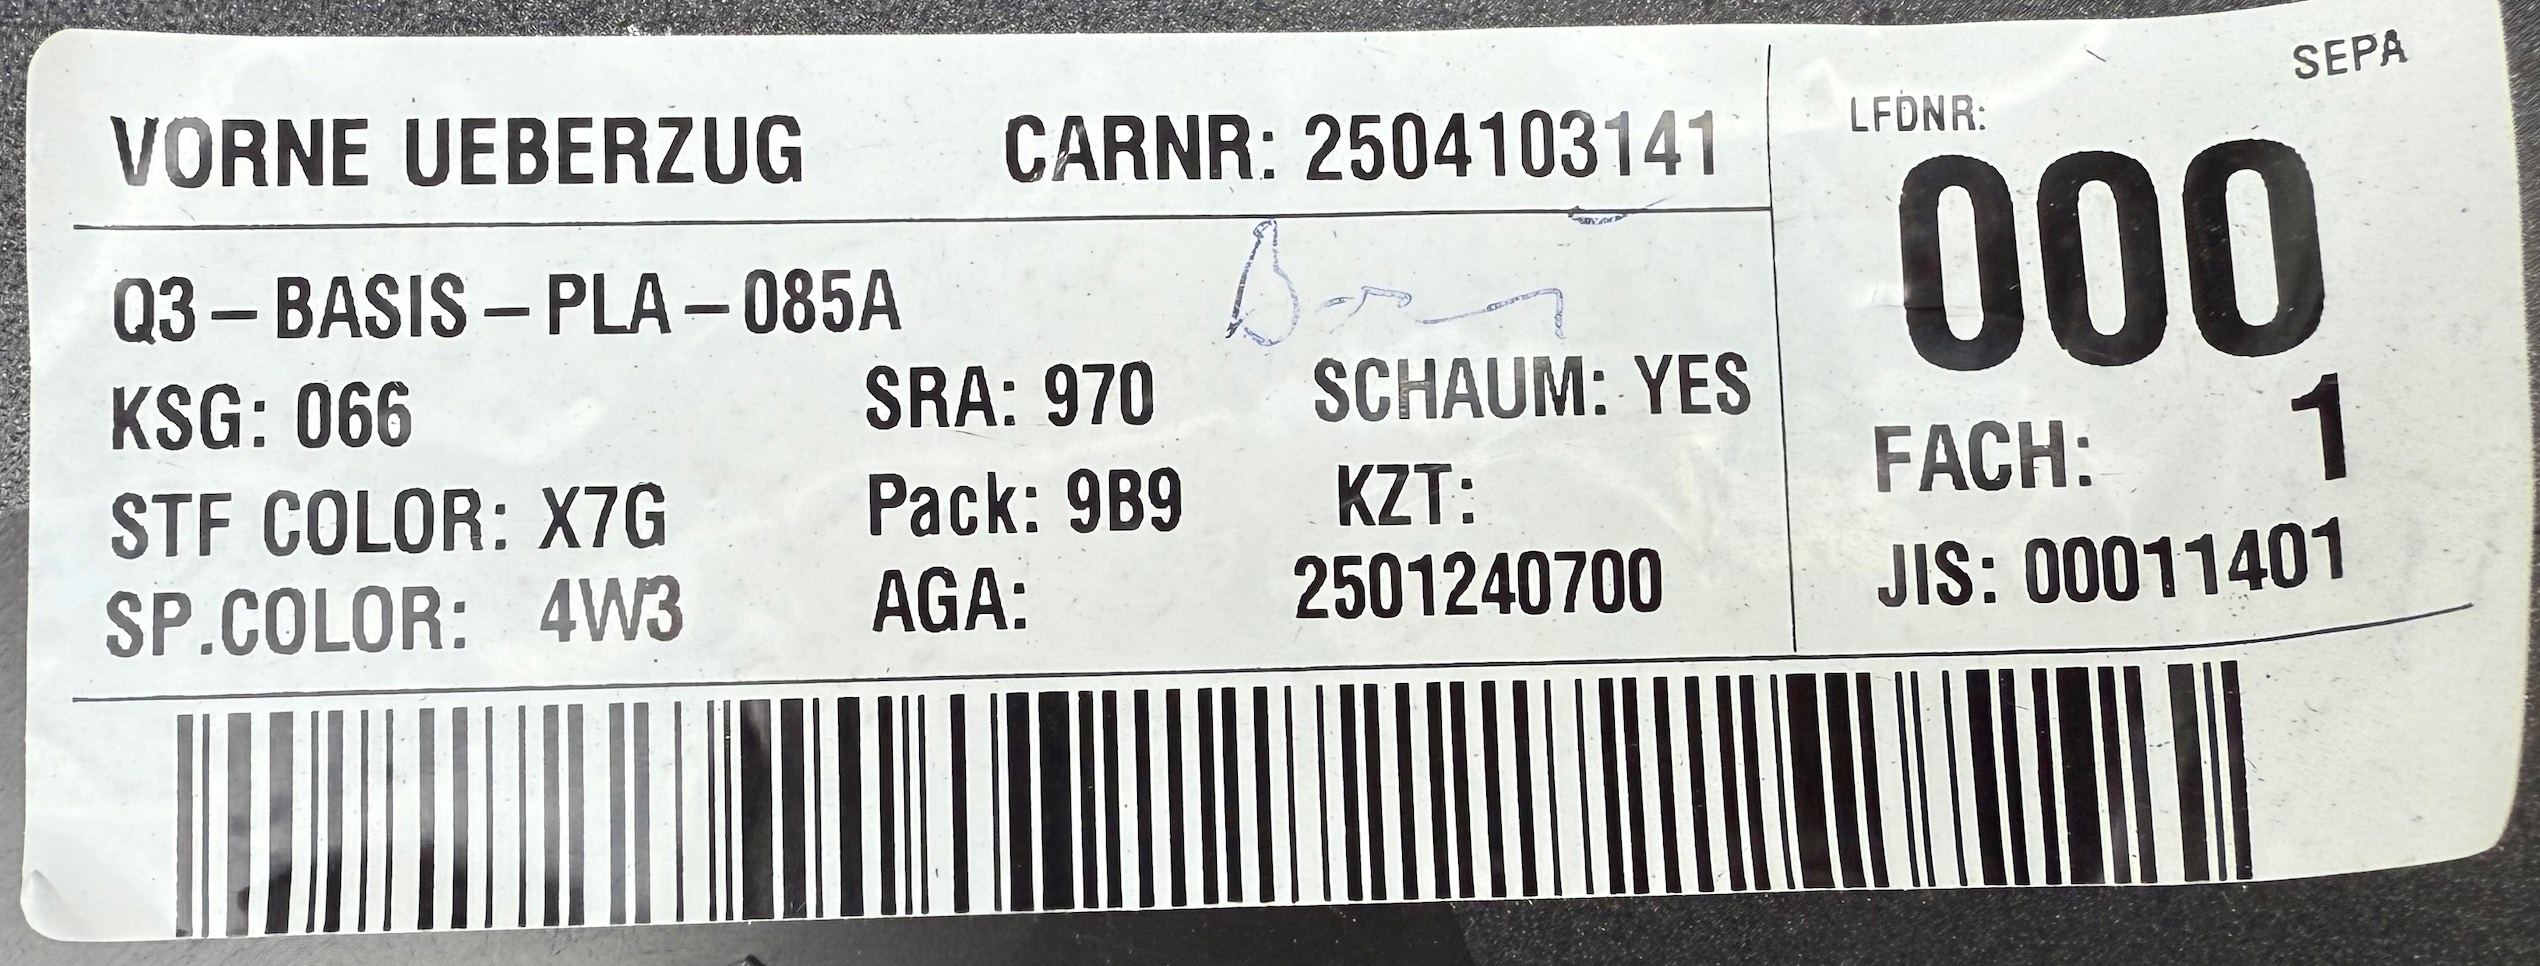 SEPA
VORNE UEBERZUG CARNR: 2504103141
LFDNR:
000
Q3-BASIS-PLA-085A
KSG: 066 SRA: 970 SCHAUM: YES
FACH: 1
STF COLOR: X7G Pack: 9B9 KZT:
SP.COLOR: 4W3 AGA: 2501240700
JIS: 00011401